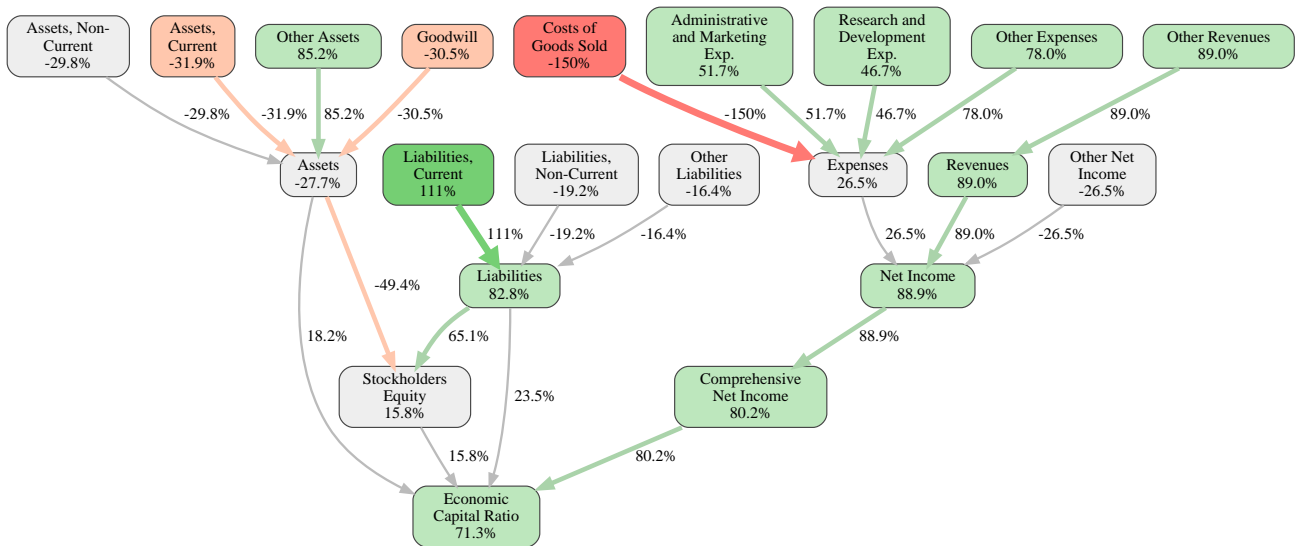 Assets, Non-
Current
-29.8%
Assets,
Current
-31.9%
Other Assets
85.2%
Goodwill
-30.5%
Costs of
Goods Sold
-150%
Administrative
and Marketing
Exp.
51.7%
Research and
Development
Exp.
46.7%
Other Expenses
78.0%
Other Revenues
89.0%
-29.8%
-31.9%
85.2%
-30.5%
-150%
51.7%
46.7%
78.0%
89.0%
Assets
-27.7%
Liabilities,
Current
111%
Liabilities,
Non-Current
-19.2%
Other
Liabilities
-16.4%
Expenses
26.5%
Revenues
89.0%
Other Net
Income
-26.5%
111%
-19.2%
-16.4%
26.5%
89.0%
-26.5%
-49.4%
Liabilities
82.8%
Net Income
88.9%
18.2%
65.1%
88.9%
Stockholders
Equity
15.8%
23.5%
Comprehensive
Net Income
80.2%
15.8%
80.2%
Economic
Capital Ratio
71.3%